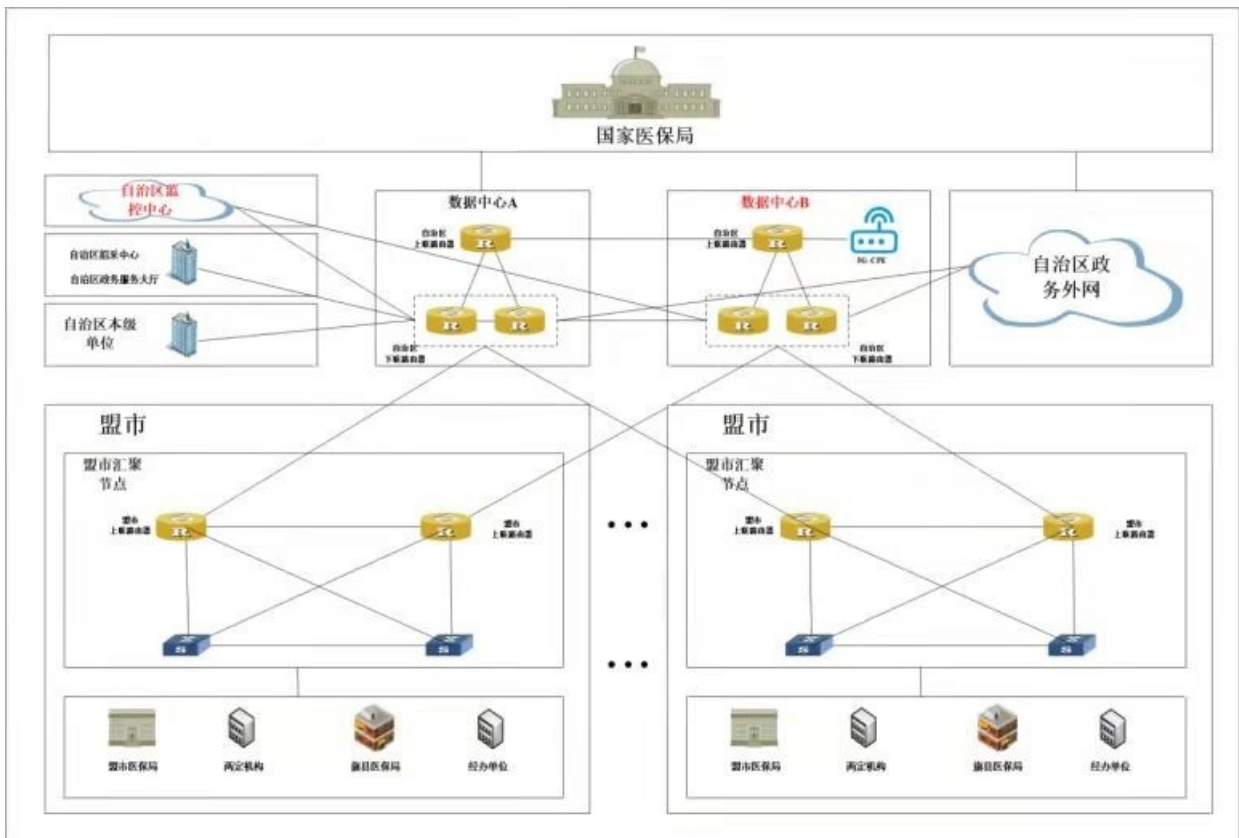 国家医保局
自治区监
控中心
自治区招采中心
自治区政务服务大厅
自治区本级
单位
数据中心A
自治区
上联路由器
R
R
R
自治区
下联路由器
数据中心B
自治区
上联路由器
R
5G CPE
R
R
自治区
下联路由器
自治区政
务外网
盟市
盟市汇聚
节点
盟市
上联路由器
R
R
盟市
上联路由器
S
S
盟市医保局
两定机构
旗县医保局
经办单位
•••
•••
盟市
盟市汇聚
节点
盟市
上联路由器
R
R
盟市
上联路由器
S
S
盟市医保局
两定机构
旗县医保局
经办单位